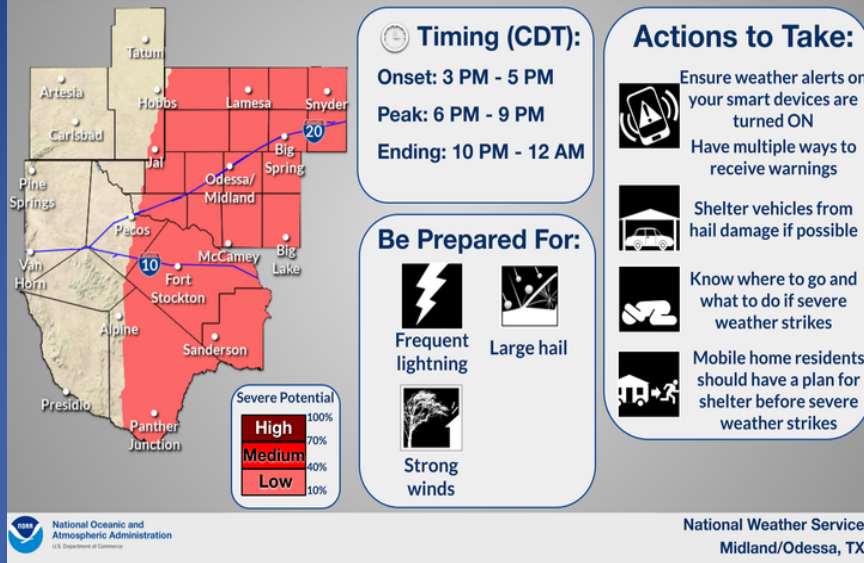 Tatum
Artesia
Hobbs
Lamesa
Snyder
Carlsbad
20
Jal
Big
Spring
Pine
Springs
Odessa/
Midland
Pecos
Van
Horn
10
McCamey
Big
Lake
Fort
Stockton
Alpine
Sanderson
Presidio
Panther
Junction
Severe Potential
100%
High
70%
Medium
40%
Low
10%
Timing (CDT):
Onset: 3 PM - 5 PM
Peak: 6 PM - 9 PM
Ending: 10 PM - 12 AM
Be Prepared For:
Frequent
lightning
Large hail
Strong
winds
Actions to Take:
Ensure weather alerts on
your smart devices are
turned ON
Have multiple ways to
receive warnings
Shelter vehicles from
hail damage if possible
Know where to go and
what to do if severe
weather strikes
Mobile home residents
should have a plan for
shelter before severe
weather strikes
NOAA
National Oceanic and
Atmospheric Administration
U.S. Department of Commerce
National Weather Service
Midland/Odessa, TX